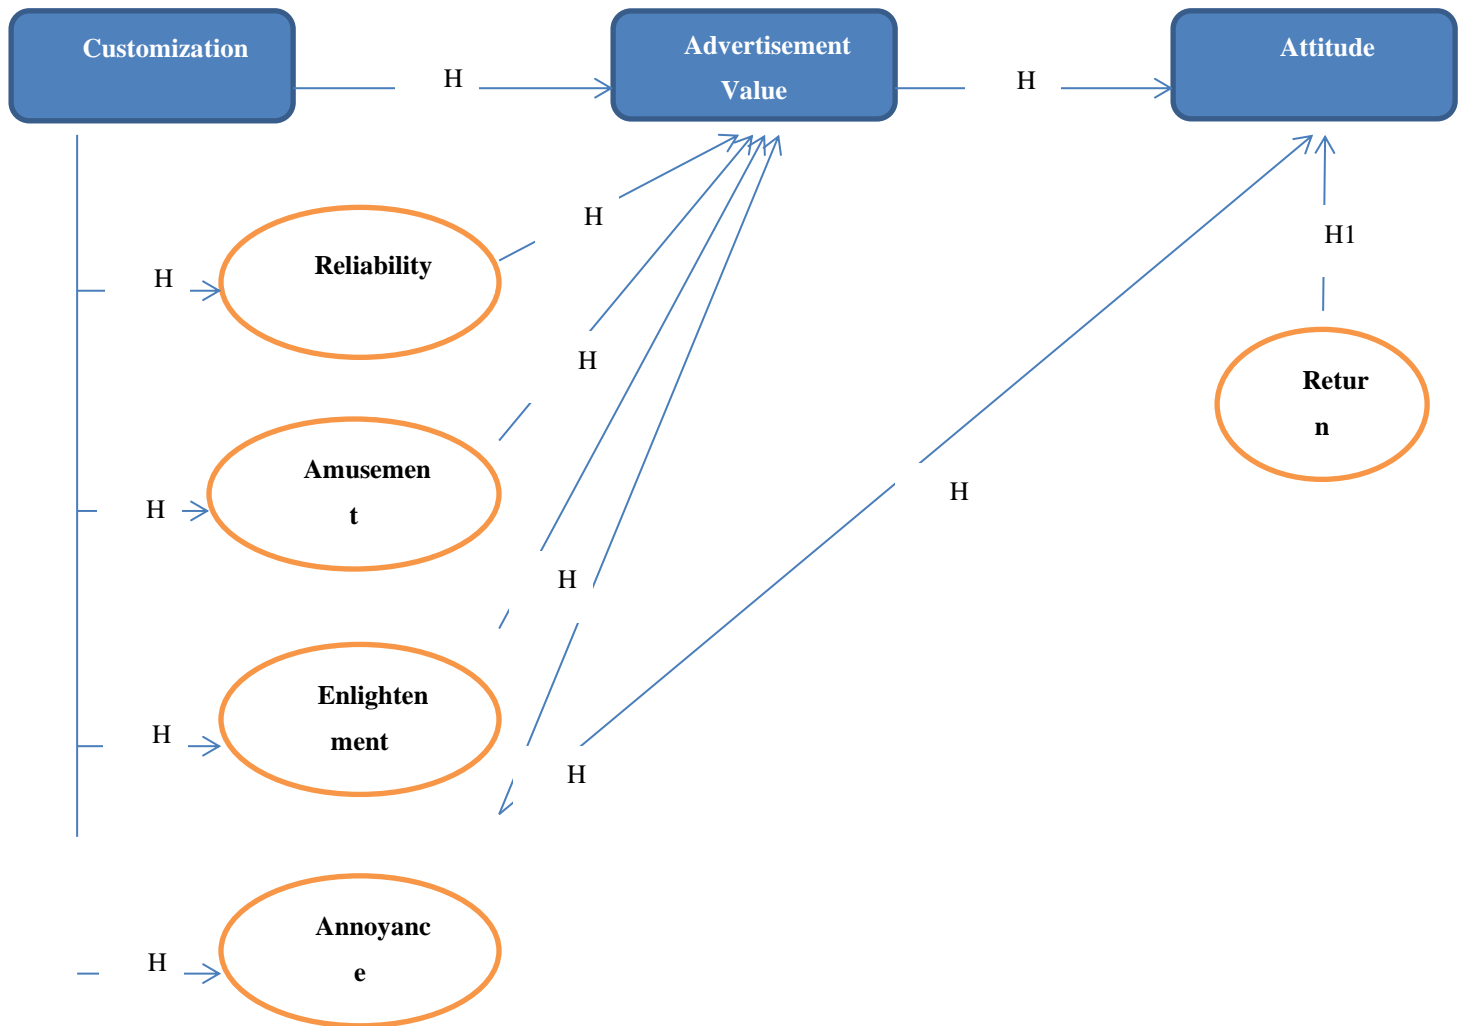 Customization
H
Advertisement
Value
H
Attitude
H
Reliability
H
H1
H
Retur
n
Amusemen
t
H
H
H
Enlighten
ment
H
H
Annoyanc
e
H